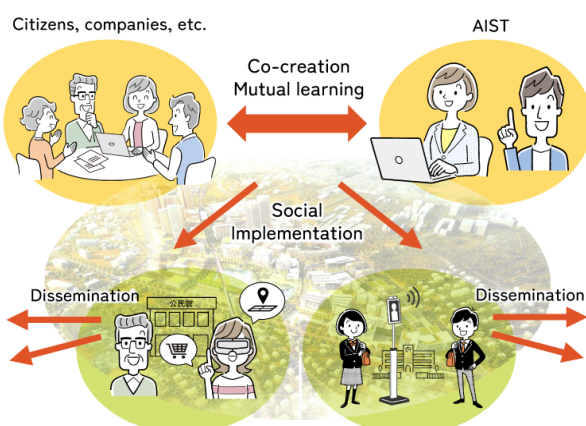 Citizens, companies, etc.
AIST
Co-creation
Mutual learning
Social
Implementation
Dissemination
Dissemination
公民館